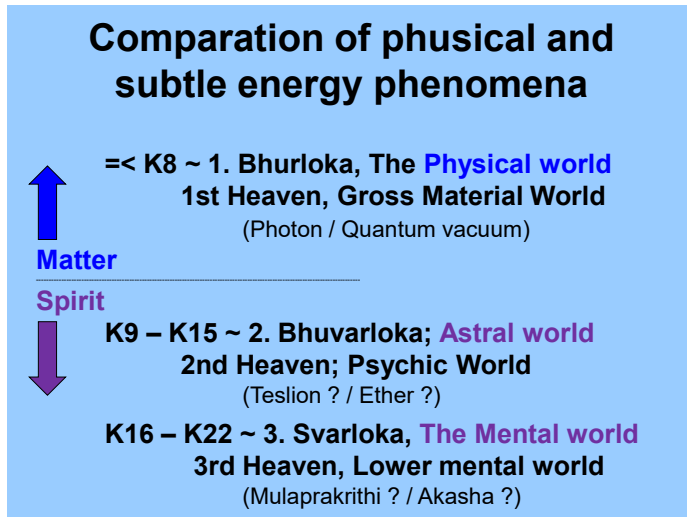 Comparation of phusical and
subtle energy phenomena
=< K8 ~ 1. Bhurloka, The Physical world
1st Heaven, Gross Material World
(Photon / Quantum vacuum)
Matter
Spirit
K9 – K15 ~ 2. Bhuvarloka; Astral world
2nd Heaven; Psychic World
(Teslion ? / Ether ?)
K16 – K22 ~ 3. Svarloka, The Mental world
3rd Heaven, Lower mental world
(Mulaprakrithi ? / Akasha ?)